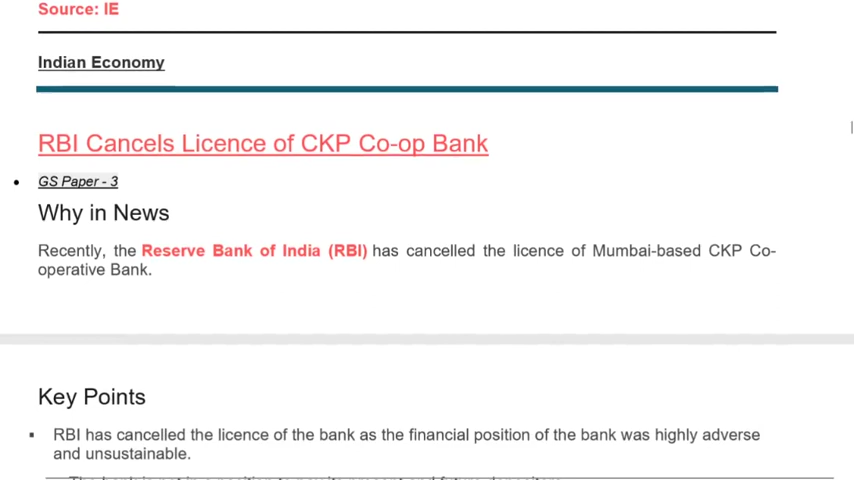 Source: IE
Indian Economy
RBI Cancels Licence of CKP Co-op Bank
• GS Paper - 3
Why in News
Recently, the Reserve Bank of India (RBI) has cancelled the licence of Mumbai-based CKP Co-
operative Bank.
Key Points
▪ RBI has cancelled the licence of the bank as the financial position of the bank was highly adverse
and unsustainable.